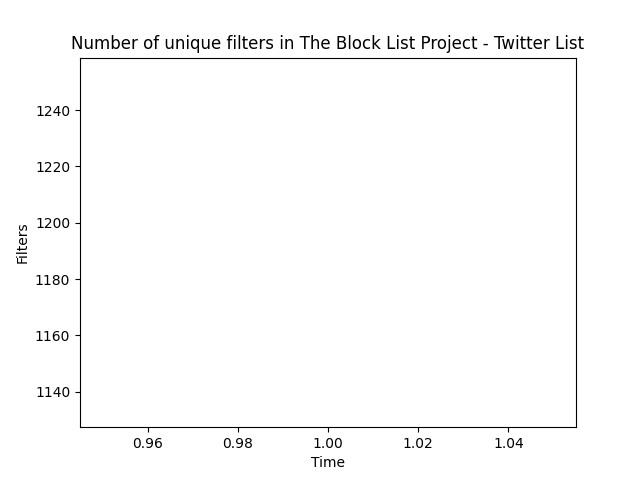 Number of unique filters in The Block List Project - Twitter List
1240
1220
1200
1180
1160
1140
Filters
0.96 0.98 1.00 1.02 1.04
Time